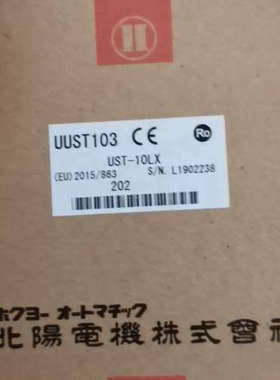 UUST103 CE Ro
UST-10LX
(EU)2015/863 S/N. L1902238
202
ホクヨー オートマチック
北陽電機株式會社